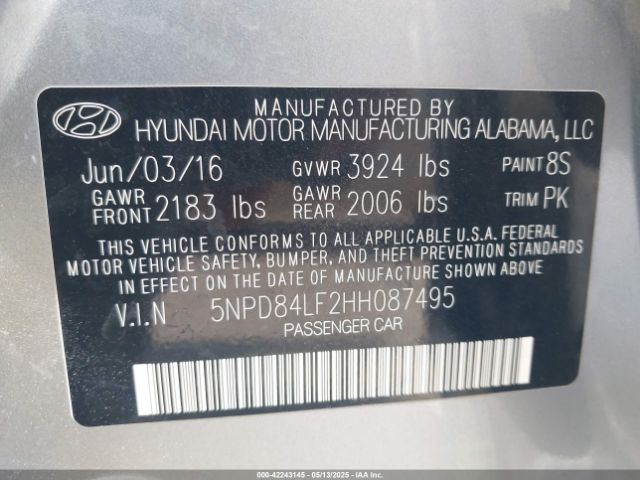 MANUFACTURED BY
HYUNDAI MOTOR MANUFACTURING ALABAMA, LLC
Jun/03/16 GVWR 3924 lbs PAINT 8S
GAWR FRONT 2183 lbs GAWR REAR 2006 lbs TRIM PK
THIS VEHICLE CONFORMS TO ALL APPLICABLE U.S.A. FEDERAL
MOTOR VEHICLE SAFETY, BUMPER, AND THEFT PREVENTION STANDARDS
IN EFFECT ON THE DATE OF MANUFACTURE SHOWN ABOVE.
V.I.N 5NPD84LF2HH087495
PASSENGER CAR
000-42243145 - 05/13/2025 - COPYRIGHT © IAA, LLC